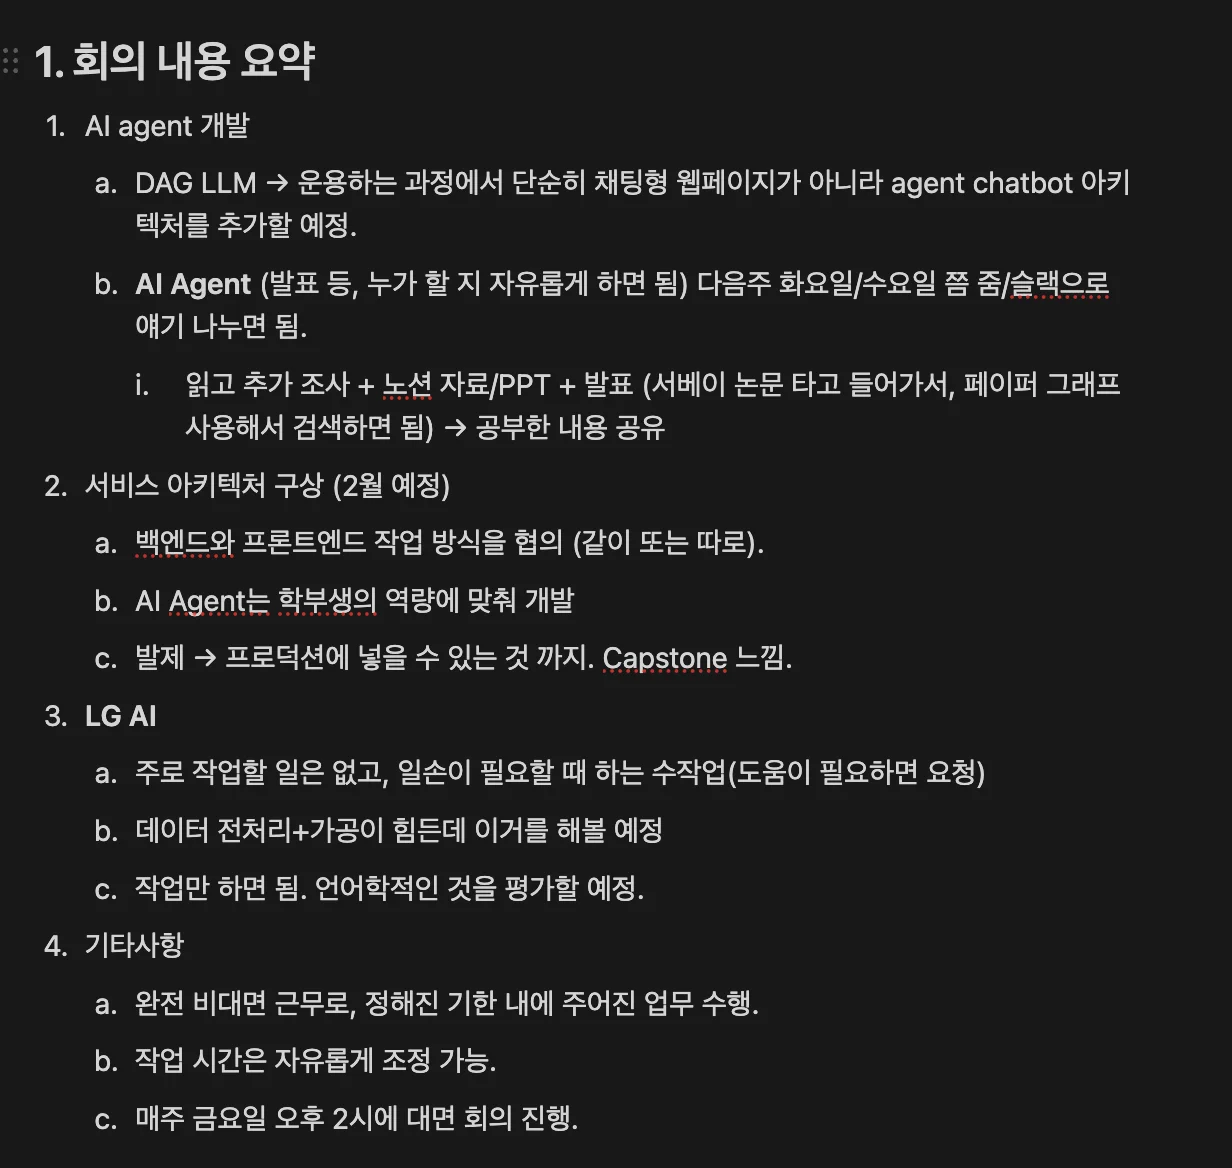 1. 회의 내용 요약
1. AI agent 개발
a. DAG LLM → 운용하는 과정에서 단순히 채팅형 웹페이지가 아니라 agent chatbot 아키
텍처를 추가할 예정.
b. AI Agent (발표 등, 누가 할 지 자유롭게 하면 됨) 다음주 화요일/수요일 쯤 줌/슬랙으로
얘기 나누면 됨.
i. 읽고 추가 조사 + 노션 자료/PPT + 발표 (서베이 논문 타고 들어가서, 페이퍼 그래프
사용해서 검색하면 됨) → 공부한 내용 공유
2. 서비스 아키텍처 구상 (2월 예정)
a. 백엔드와 프론트엔드 작업 방식을 협의 (같이 또는 따로).
b. AI Agent는 학부생의 역량에 맞춰 개발
c. 발제 → 프로덕션에 넣을 수 있는 것 까지. Capstone 느낌.
3. LG AI
a. 주로 작업할 일은 없고, 일손이 필요할 때 하는 수작업(도움이 필요하면 요청)
b. 데이터 전처리+가공이 힘든데 이거를 해볼 예정
c. 작업만 하면 됨. 언어학적인 것을 평가할 예정.
4. 기타사항
a. 완전 비대면 근무로, 정해진 기한 내에 주어진 업무 수행.
b. 작업 시간은 자유롭게 조정 가능.
c. 매주 금요일 오후 2시에 대면 회의 진행.